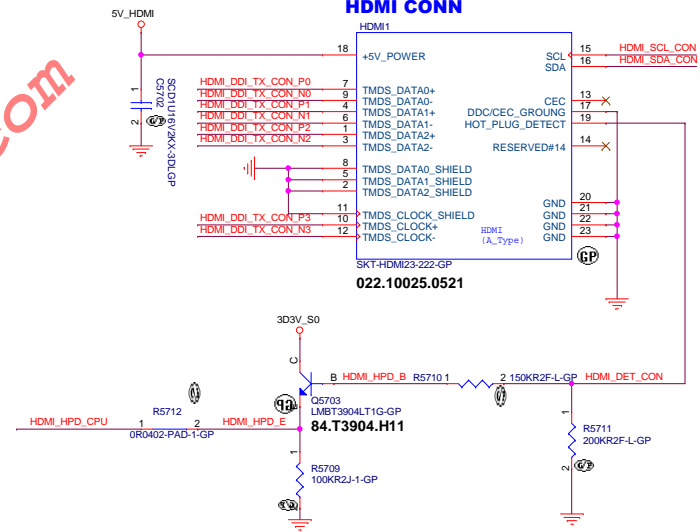 HDMI CONN
5V_HDMI
HDMI1
18 +5V_POWER
SCL 15 HDMI_SCL_CON
SDA 16 HDMI_SDA_CON
1
C5702
SCD1U16V2KX-3DLGP
2
HDMI_DDI_TX_CON_P0 7 TMDS_DATA0+
HDMI_DDI_TX_CON_N0 9 TMDS_DATA0-
HDMI_DDI_TX_CON_P1 4 TMDS_DATA1+
HDMI_DDI_TX_CON_N1 6 TMDS_DATA1-
HDMI_DDI_TX_CON_P2 1 TMDS_DATA2+
HDMI_DDI_TX_CON_N2 3 TMDS_DATA2-
CEC 13
DDC/CEC_GROUNG 17
HOT_PLUG_DETECT 19
RESERVED#14 14
8 TMDS_DATA0_SHIELD
5 TMDS_DATA1_SHIELD
2 TMDS_DATA2_SHIELD
11 TMDS_CLOCK_SHIELD
HDMI_DDI_TX_CON_P3 10 TMDS_CLOCK+
HDMI_DDI_TX_CON_N3 12 TMDS_CLOCK-
GND 20
GND 21
GND 22
GND 23
HDMI
(A_Type)
GP
SKT-HDMI23-222-GP
022.10025.0521
com
3D3V_S0
C
B HDMI_HPD_B R5710 1 2 150KR2F-L-GP HDMI_DET_CON
Q5703
LMBT3904LT1G-GP
84.T3904.H11
GP
R5712
HDMI_HPD_CPU 1 2 HDMI_HPD_E
0R0402-PAD-1-GP
1
R5711
200KR2F-L-GP
2
1
R5709
100KR2J-1-GP